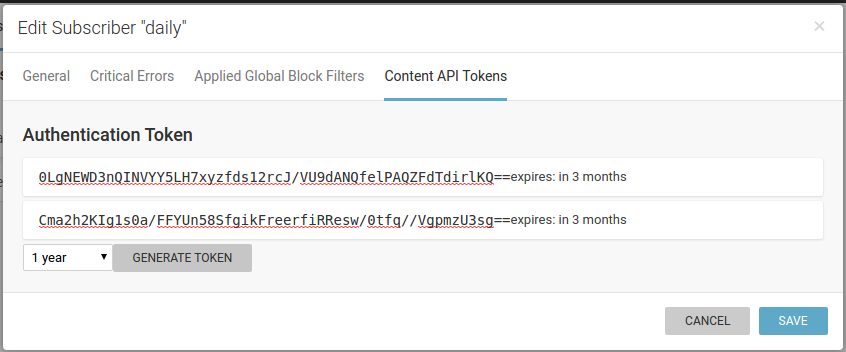 Edit Subscriber "daily"
×
General Critical Errors Applied Global Block Filters Content API Tokens
Authentication Token
0LgNEWD3nQINVYY5LH7xyzfds12rcJ/VU9dANQfelPAQZFdTdirlKQ==expires: in 3 months
Cma2h2KIg1s0a/FFYUn58SfgikFreerfiRResw/0tfq//VgpmzU3sg==expires: in 3 months
1 year GENERATE TOKEN
CANCEL SAVE